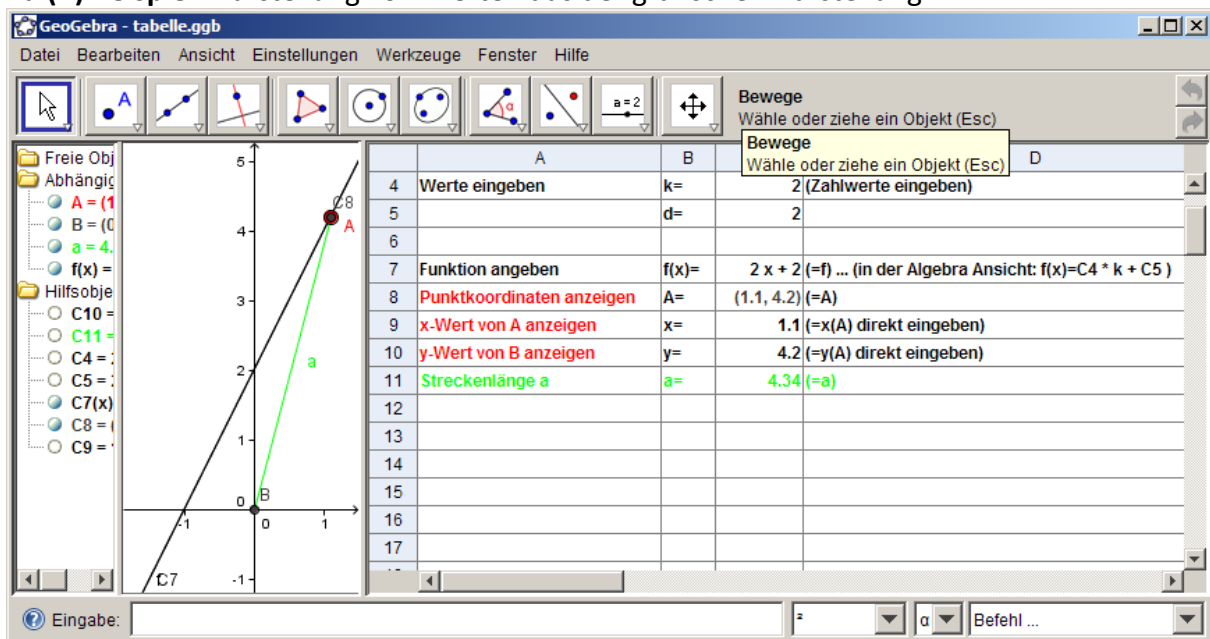 GeoGebra - tabelle.ggb
Datei Bearbeiten Ansicht Einstellungen Werkzeuge Fenster Hilfe
A
α
a = 2
Bewege
Wähle oder ziehe ein Objekt (Esc)
Bewege
Wähle oder ziehe ein Objekt (Esc)
Freie Obj
Abhängig
A = (1
B = (0
a = 4.
f(x) =
Hilfsobje
C10 =
C11 =
C4 =
C5 =
C7(x)
C8 = (
C9 =
5
4
3
2
1
0
-1
-1
0
1
C8
A
a
B
C7
A B D
4 Werte eingeben k= 2 (Zahlwerte eingeben)
5 d= 2
6
7 Funktion angeben f(x)= 2 x + 2 (=f) ... (in der Algebra Ansicht: f(x)=C4 * k + C5 )
8 Punktkoordinaten anzeigen A= (1.1, 4.2) (=A)
9 x-Wert von A anzeigen x= 1.1 (=x(A) direkt eingeben)
10 y-Wert von B anzeigen y= 4.2 (=y(A) direkt eingeben)
11 Streckenlänge a a= 4.34 (=a)
12
13
14
15
16
17
Eingabe: ² α Befehl ...